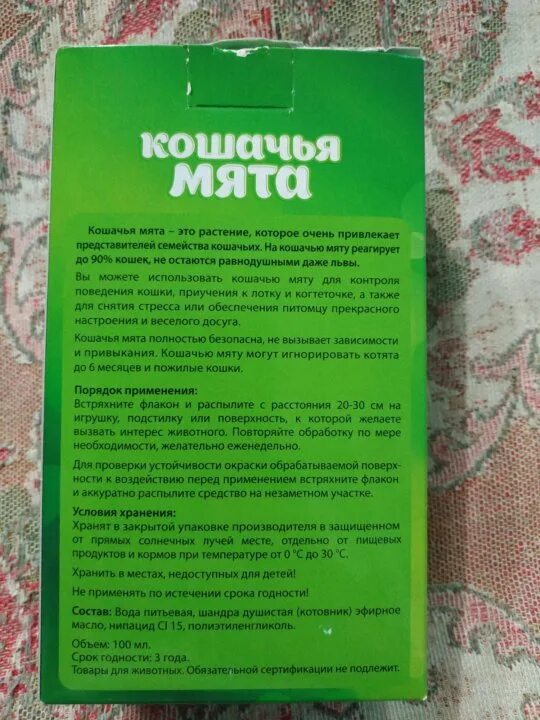 кошачья
мята
Кошачья мята – это растение, которое очень привлекает
представителей семейства кошачьих. На кошачью мяту реагирует
до 90% кошек, не остаются равнодушными даже львы.
Вы можете использовать кошачью мяту для контроля
поведения кошки, приучения к лотку и когтеточке, а также
для снятия стресса или обеспечения питомцу прекрасного
настроения и веселого досуга.
Кошачья мята полностью безопасна, не вызывает зависимости
и привыкания. Кошачью мяту могут игнорировать котята
до 6 месяцев и пожилые кошки.
Порядок применения:
Встряхните флакон и распылите с расстояния 20-30 см на
игрушку, подстилку или поверхность, к которой желаете
вызвать интерес животного. Повторяйте обработку по мере
необходимости, желательно еженедельно.
Для проверки устойчивости окраски обрабатываемой поверх-
ности к воздействию перед применением встряхните флакон
и аккуратно распылите средство на незаметном участке.
Условия хранения:
Хранят в закрытой упаковке производителя в защищенном
от прямых солнечных лучей месте, отдельно от пищевых
продуктов и кормов при температуре от 0 °С до 30 °С.
Хранить в местах, недоступных для детей!
Не применять по истечении срока годности!
Состав: Вода питьевая, шандра душистая (котовник) эфирное
масло, нипацид CI 15, полиэтиленгликоль.
Объем: 100 мл.
Срок годности: 3 года.
Товары для животных. Обязательной сертификации не подлежит.